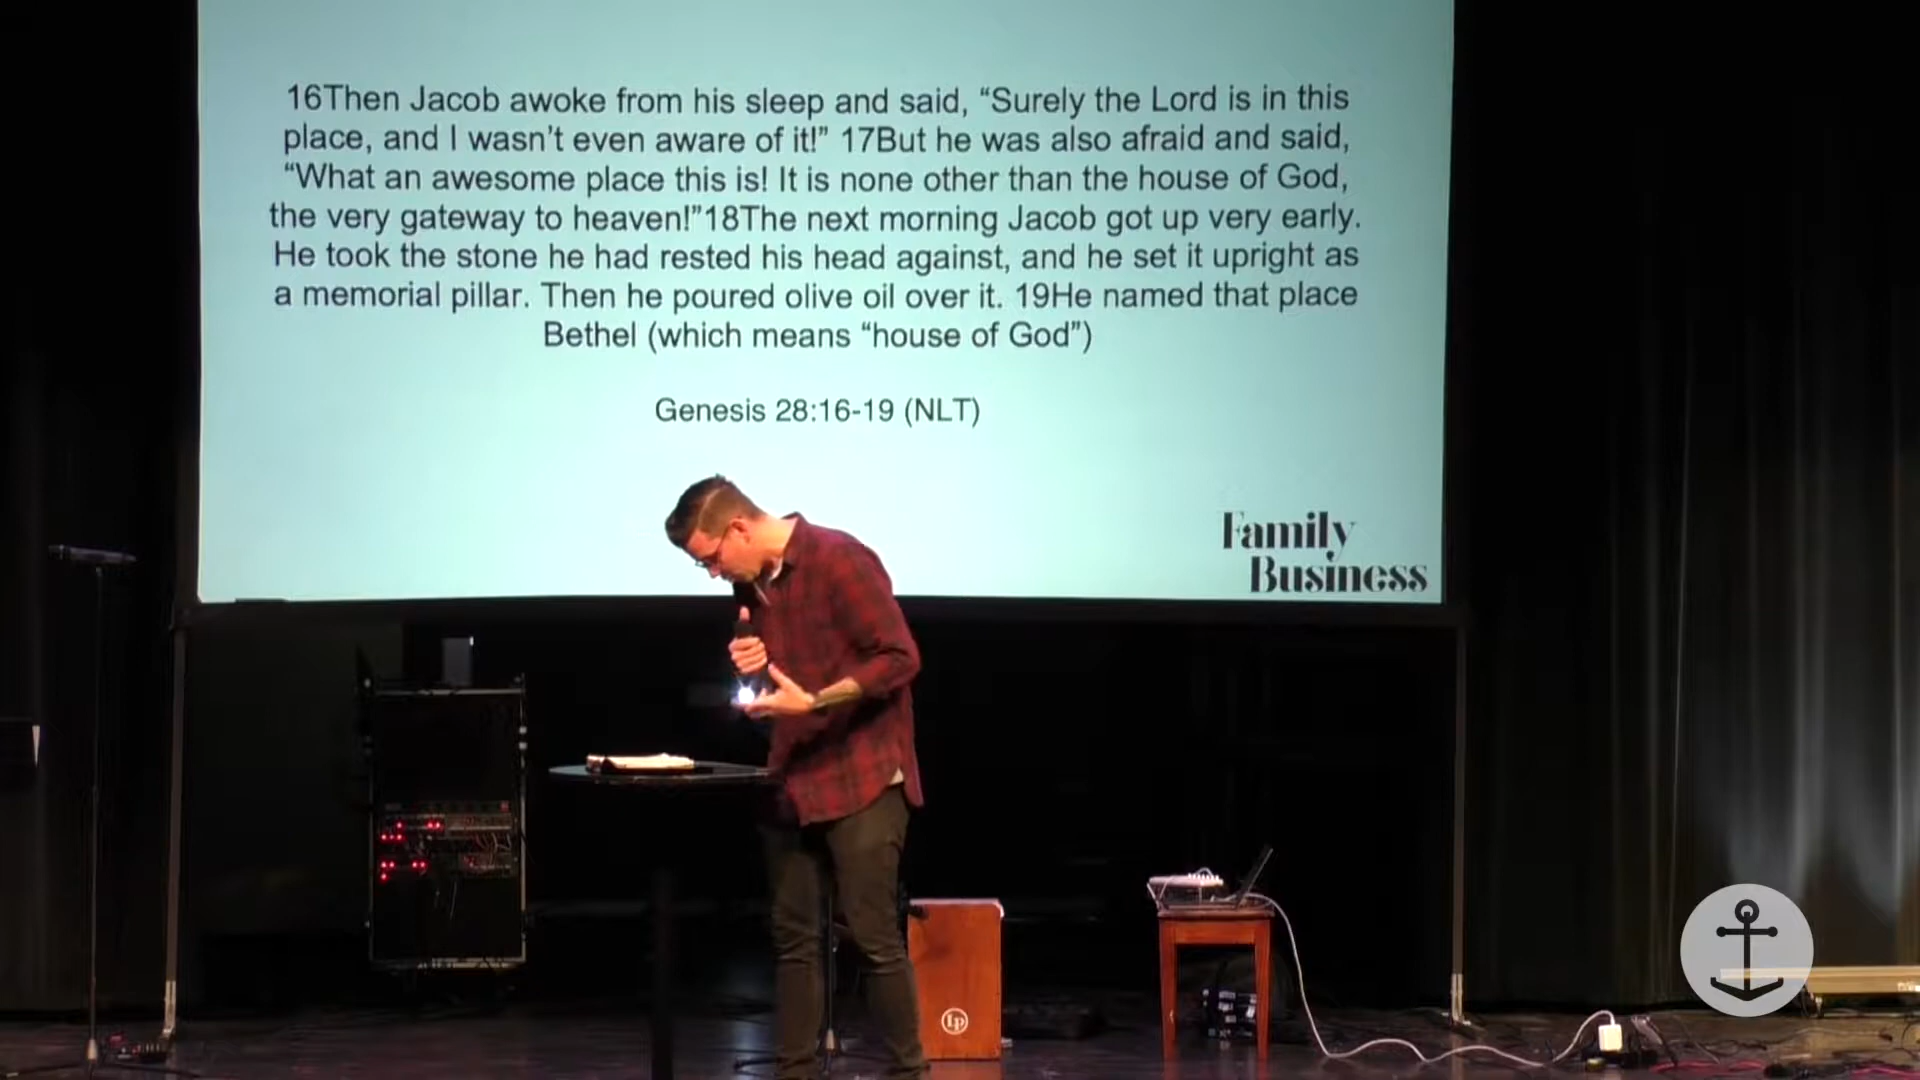 16Then Jacob awoke from his sleep and said, “Surely the Lord is in this
place, and I wasn’t even aware of it!” 17But he was also afraid and said,
“What an awesome place this is! It is none other than the house of God,
the very gateway to heaven!”18The next morning Jacob got up very early.
He took the stone he had rested his head against, and he set it upright as
a memorial pillar. Then he poured olive oil over it. 19He named that place
Bethel (which means “house of God”)
Genesis 28:16-19 (NLT)
Family
Business
LP